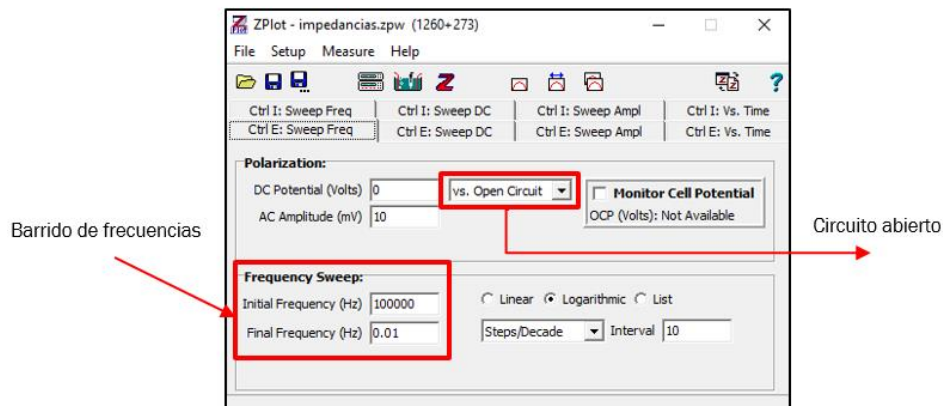 ZPlot - impedancias.zpw (1260+273)
File Setup Measure Help
Ctrl I: Sweep Freq Ctrl I: Sweep DC Ctrl I: Sweep Ampl Ctrl I: Vs. Time
Ctrl E: Sweep Freq Ctrl E: Sweep DC Ctrl E: Sweep Ampl Ctrl E: Vs. Time
Polarization:
DC Potential (Volts) 0 vs. Open Circuit Monitor Cell Potential
AC Amplitude (mV) 10 OCP (Volts): Not Available
Barrido de frecuencias
Circuito abierto
Frequency Sweep:
Initial Frequency (Hz) 100000 Linear Logarithmic List
Final Frequency (Hz) 0.01 Steps/Decade Interval 10